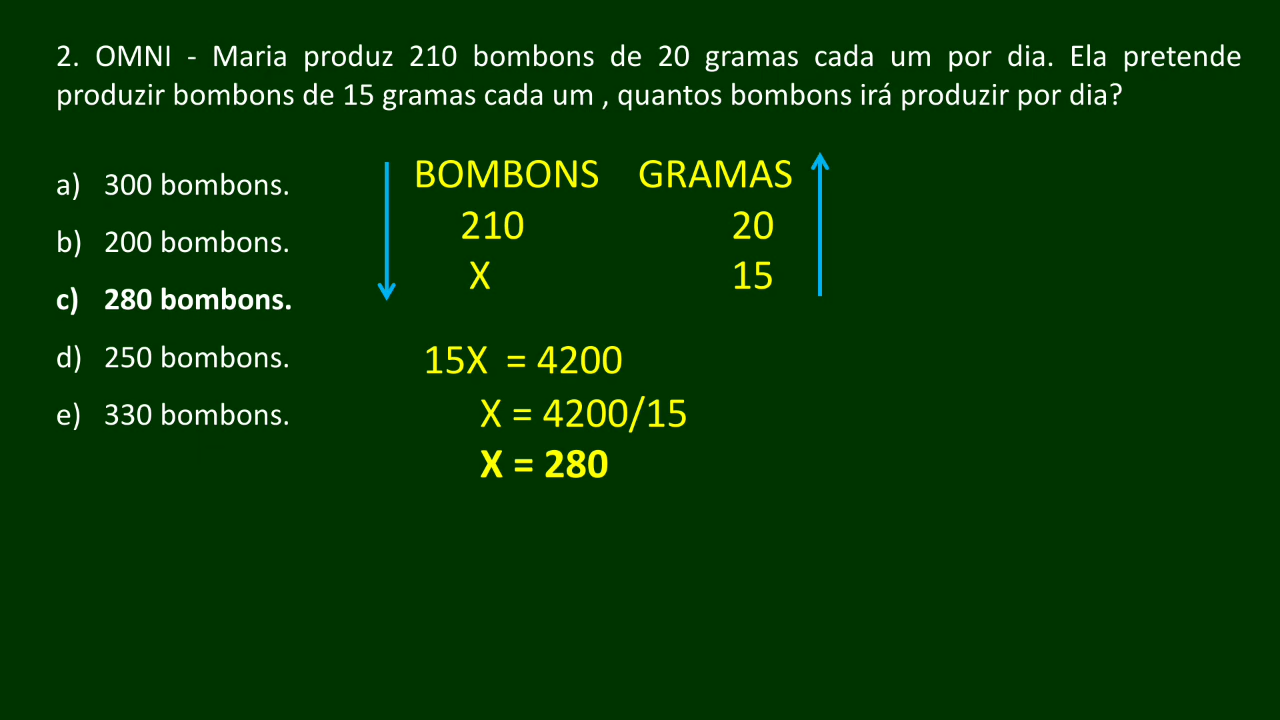 2. OMNI - Maria produz 210 bombons de 20 gramas cada um por dia. Ela pretende
produzir bombons de 15 gramas cada um , quantos bombons irá produzir por dia?
a) 300 bombons.
b) 200 bombons.
c) 280 bombons.
d) 250 bombons.
e) 330 bombons.
BOMBONS GRAMAS
210 20
X 15
15X = 4200
X = 4200/15
X = 280